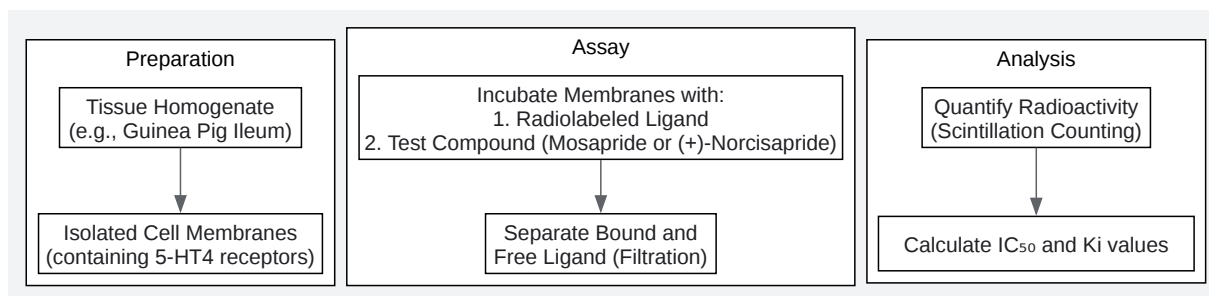 Preparation
Tissue Homogenate
(e.g., Guinea Pig Ileum)
Isolated Cell Membranes
(containing 5-HT4 receptors)
Assay
Incubate Membranes with:
1. Radiolabeled Ligand
2. Test Compound (Mosapride or (+)-Norcisapride)
Separate Bound and
Free Ligand (Filtration)
Analysis
Quantify Radioactivity
(Scintillation Counting)
Calculate IC₅₀ and Ki values